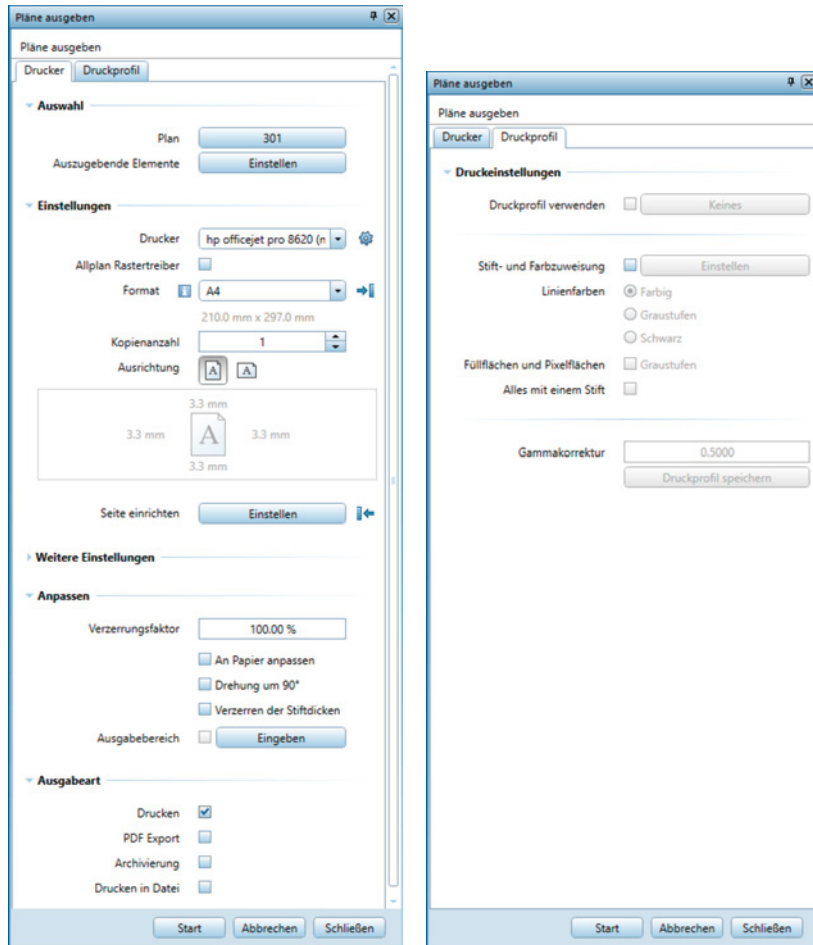 Pläne ausgeben
Pläne ausgeben
Drucker Druckprofil
Auswahl
Plan 301
Auszugebende Elemente Einstellen
Einstellungen
Drucker hp officejet pro 8620 (n
Allplan Rastertreiber
Format A4
210.0 mm x 297.0 mm
Kopienanzahl 1
Ausrichtung A A
3.3 mm
3.3 mm A 3.3 mm
3.3 mm
Seite einrichten Einstellen
Weitere Einstellungen
Anpassen
Verzerrungsfaktor 100.00 %
An Papier anpassen
Drehung um 90°
Verzerren der Stiftdicken
Ausgabebereich Eingeben
Ausgabeart
Drucken
PDF Export
Archivierung
Drucken in Datei
Start Abbrechen Schließen
Pläne ausgeben
Pläne ausgeben
Drucker Druckprofil
Druckeinstellungen
Druckprofil verwenden Keines
Stift- und Farbzuweisung Einstellen
Linienfarben Farbig
Graustufen
Schwarz
Füllflächen und Pixelflächen Graustufen
Alles mit einem Stift
Gammakorrektur 0.5000
Druckprofil speichern
Start Abbrechen Schließen